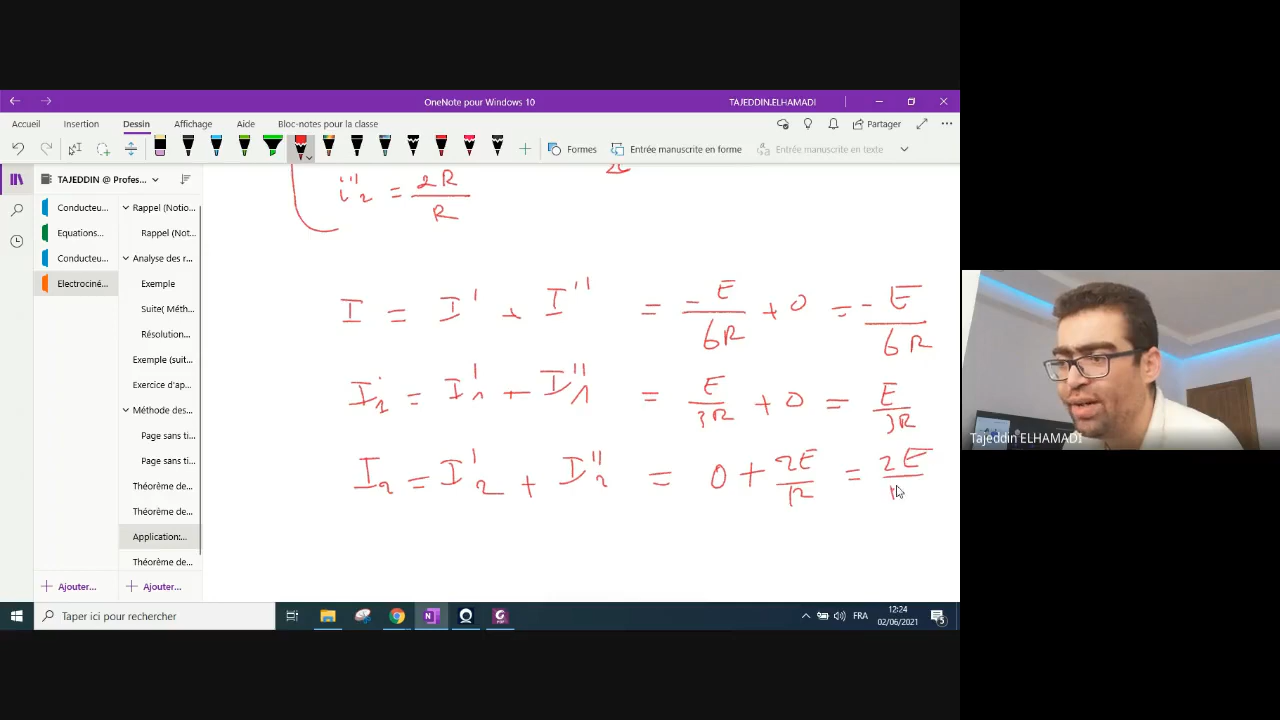 OneNote pour Windows 10
TAJEDDIN.ELHAMADI
Accueil Insertion Dessin Affichage Aide Bloc-notes pour la classe
Partager
Formes Entrée manuscrite en forme Entrée manuscrite en texte
TAJEDDIN @ Profes...
Conducteu...
Equations...
Conducteu...
Electrociné...
Rappel (Notio...
Rappel (Not...
Analyse des r...
Exemple
Suite( Méth...
Résolution...
Exemple (suit...
Exercice d'ap...
Méthode des...
Page sans ti...
Page sans ti...
Théorème de...
Théorème de...
Application:...
Théorème de...
Ajouter...
Ajouter...
i'''2 = 2R/R
I = I' + I'' = -E/6R + 0 = -E/6R
I1 = I'1 + I''1 = E/3R + 0 = E/3R
I2 = I'2 + I''2 = 0 + 2E/R = 2E/
Tajeddin ELHAMADI
Taper ici pour rechercher
FRA
12:24
02/06/2021
5